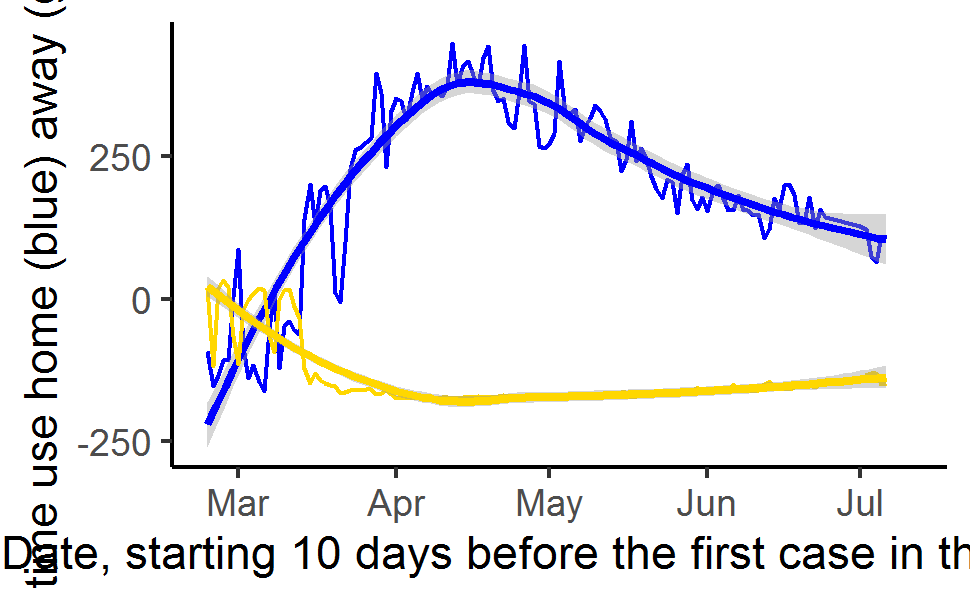 time use home (blue) away (
250
0
-250
Mar Apr May Jun Jul
Date, starting 10 days before the first case in th